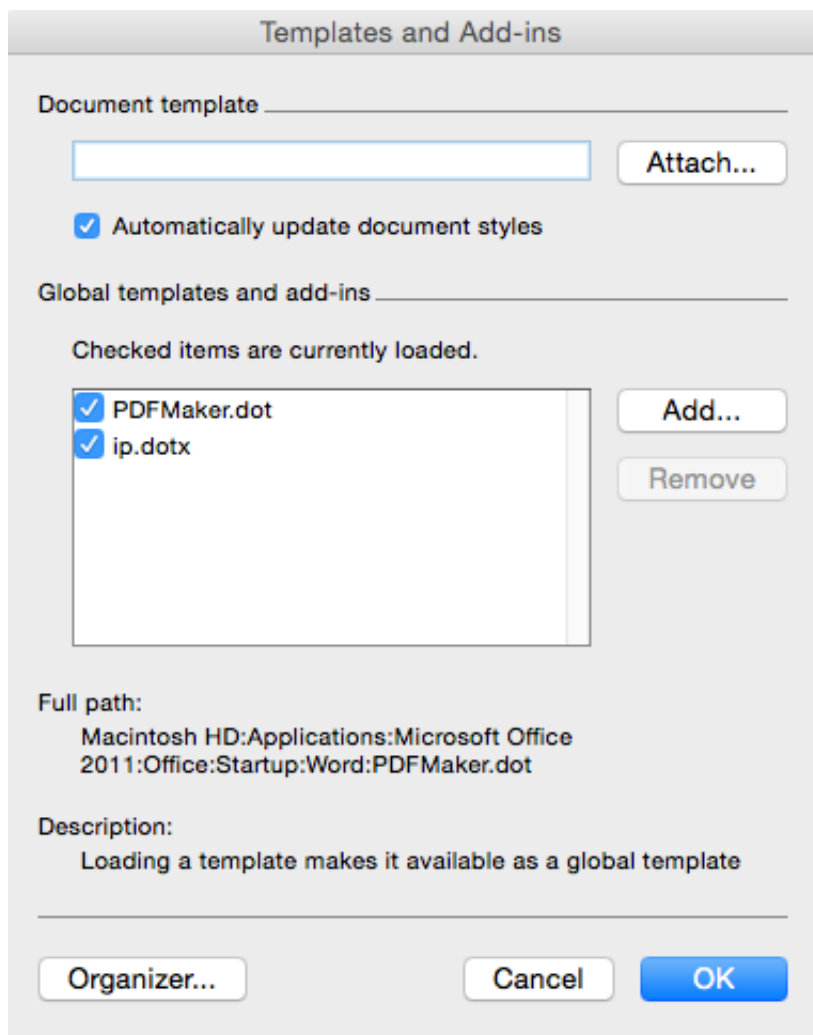 Templates and Add-ins
Document template
Attach...
Automatically update document styles
Global templates and add-ins
Checked items are currently loaded.
PDFMaker.dot
Add...
ip.dotx
Remove
Full path:
Macintosh HD:Applications:Microsoft Office
2011:Office:Startup:Word:PDFMaker.dot
Description:
Loading a template makes it available as a global template
Organizer...
Cancel
OK